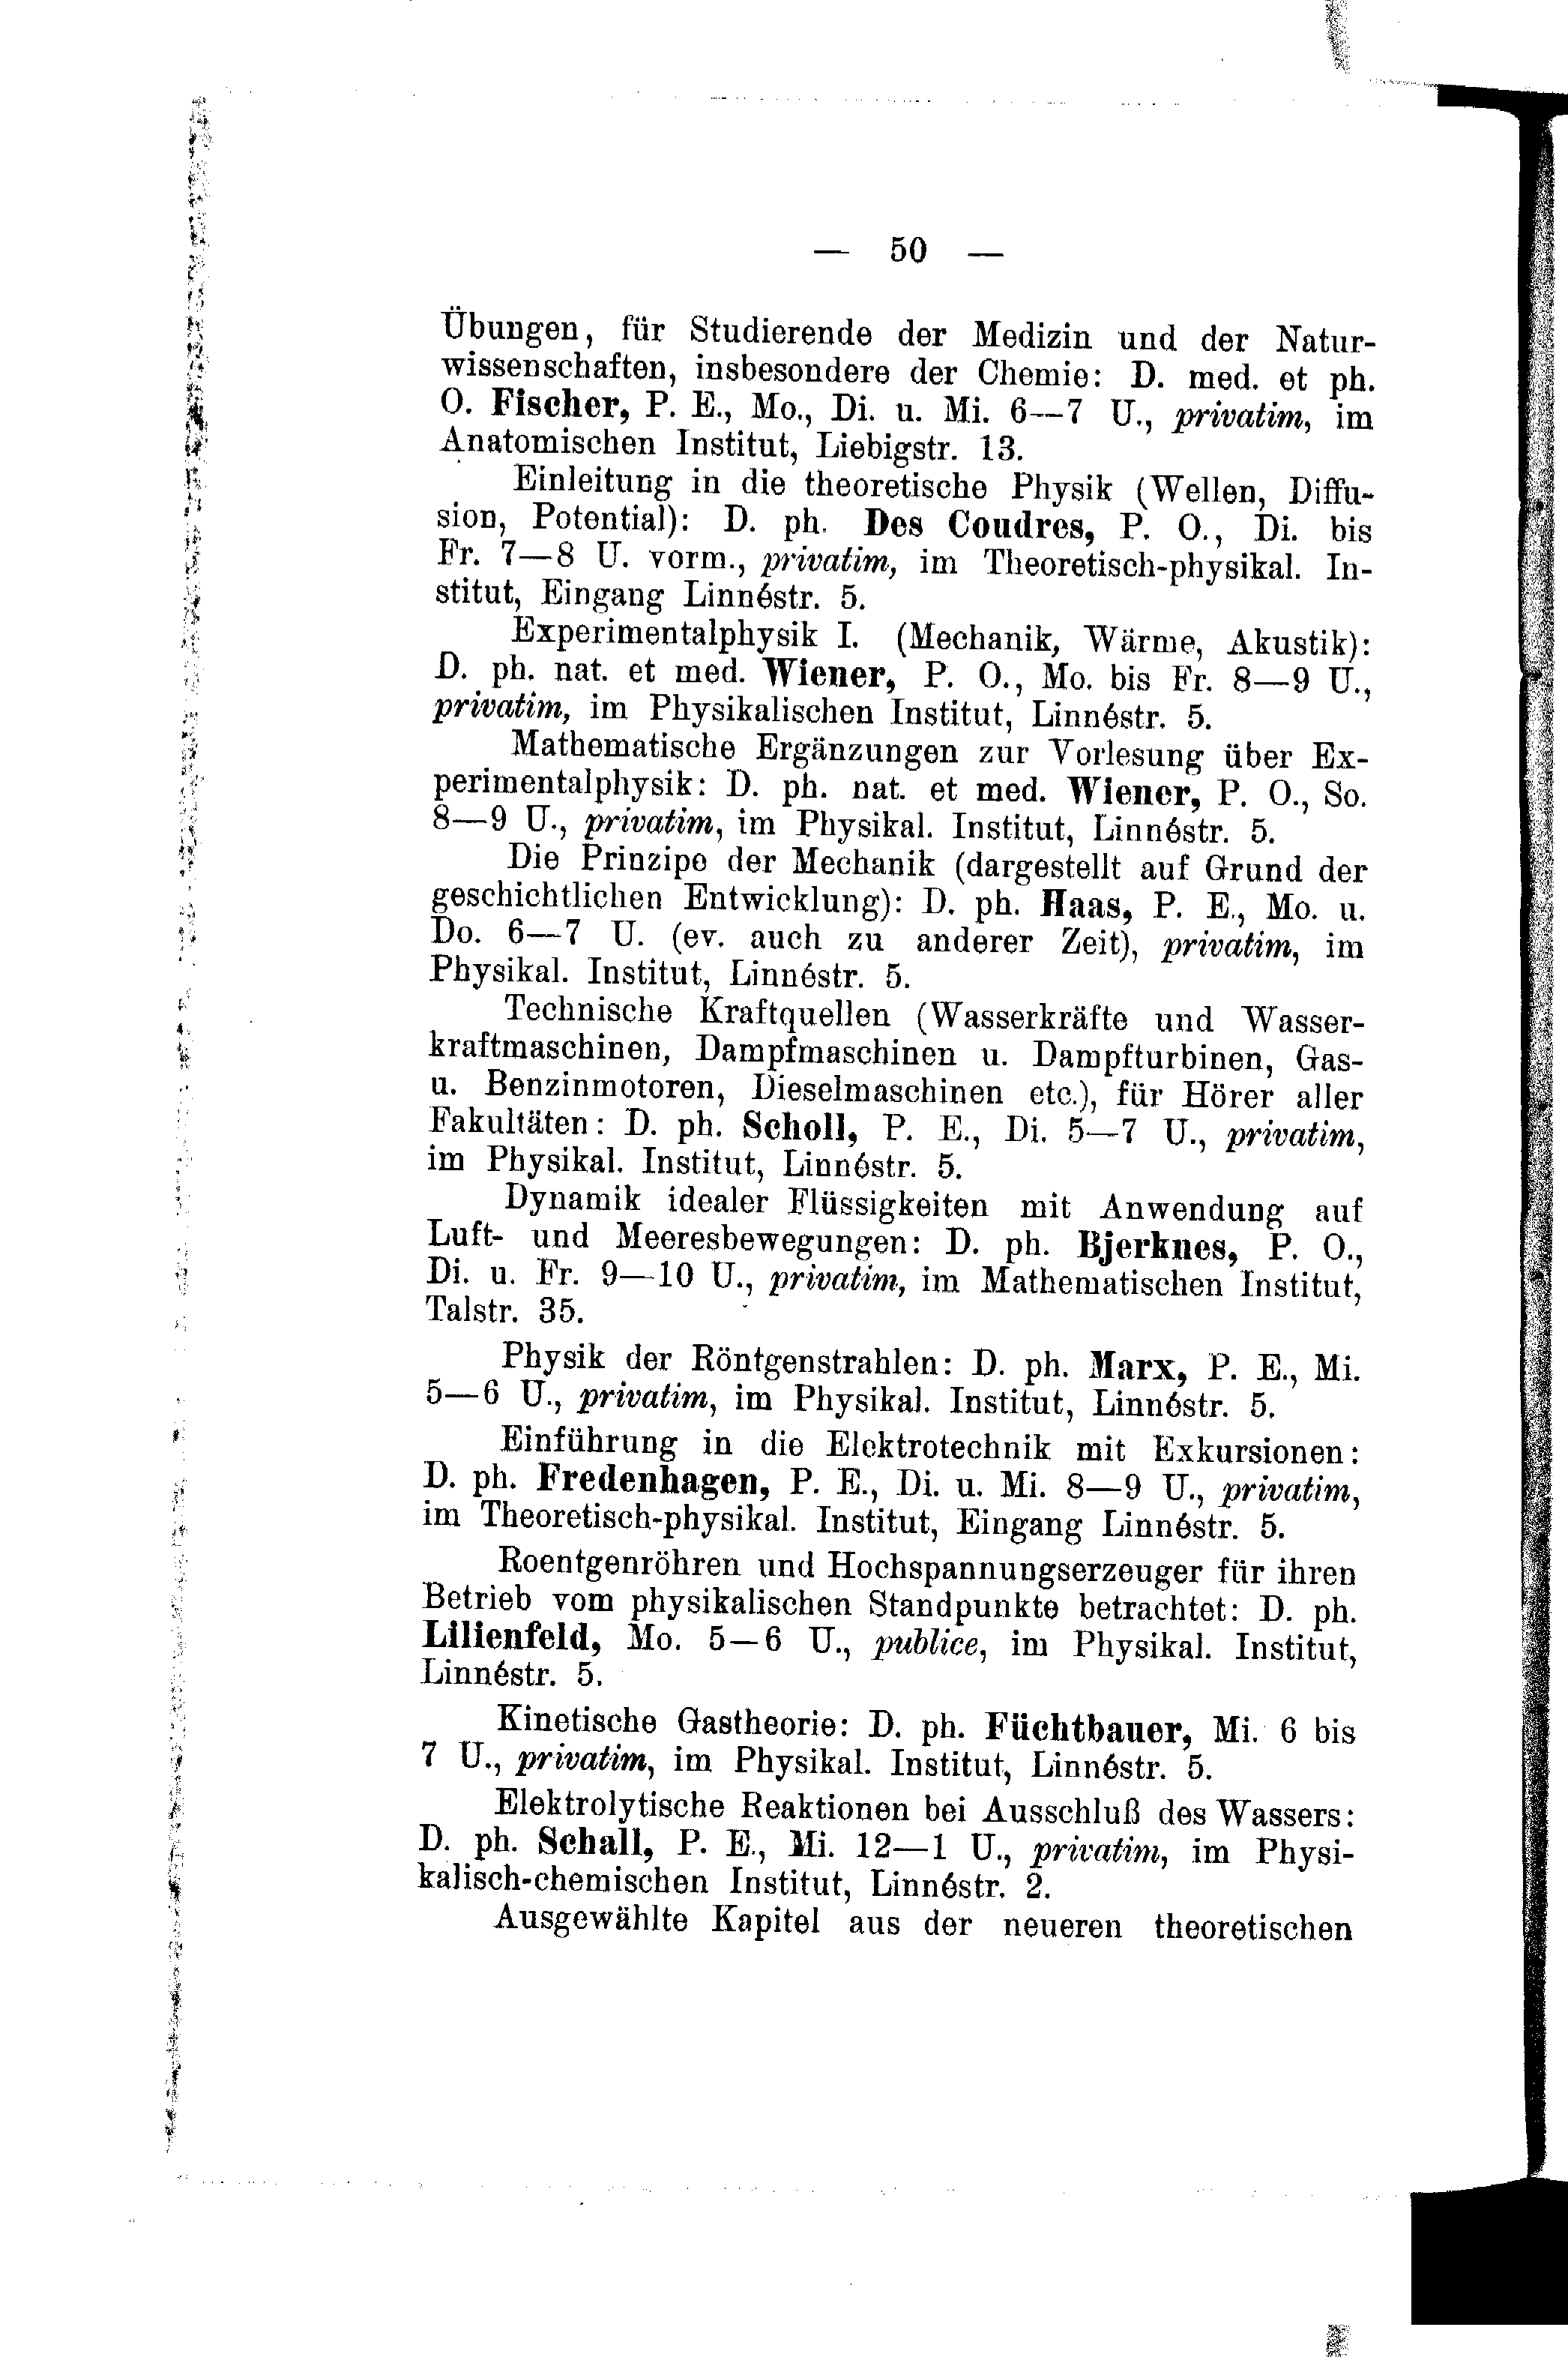 — 50 —
Übungen, für Studierende der Medizin und der Natur-
wissenschaften, insbesondere der Chemie: D. med. et ph.
O. Fischer, P. E., Mo., Di. u. Mi. 6—7 U., privatim, im
Anatomischen Institut, Liebigstr. 13.
Einleitung in die theoretische Physik (Wellen, Diffu-
sion, Potential): D. ph. Des Coudres, P. O., Di. bis
Fr. 7—8 U. vorm., privatim, im Theoretisch-physikal. In-
stitut, Eingang Linnéstr. 5.
Experimentalphysik I. (Mechanik, Wärme, Akustik):
D. ph. nat. et med. Wiener, P. O., Mo. bis Fr. 8—9 U.,
privatim, im Physikalischen Institut, Linnéstr. 5.
Mathematische Ergänzungen zur Vorlesung über Ex-
perimentalphysik: D. ph. nat. et med. Wiener, P. O., So.
8—9 U., privatim, im Physikal. Institut, Linnéstr. 5.
Die Prinzipe der Mechanik (dargestellt auf Grund der
geschichtlichen Entwicklung): D. ph. Haas, P. E., Mo. u.
Do. 6—7 U. (ev. auch zu anderer Zeit), privatim, im
Physikal. Institut, Linnéstr. 5.
Technische Kraftquellen (Wasserkräfte und Wasser-
kraftmaschinen, Dampfmaschinen u. Dampfturbinen, Gas-
u. Benzinmotoren, Dieselmaschinen etc.), für Hörer aller
Fakultäten: D. ph. Scholl, P. E., Di. 5—7 U., privatim,
im Physikal. Institut, Linnéstr. 5.
Dynamik idealer Flüssigkeiten mit Anwendung auf
Luft- und Meeresbewegungen: D. ph. Bjerknes, P. O.,
Di. u. Fr. 9—10 U., privatim, im Mathematischen Institut,
Talstr. 35.
Physik der Röntgenstrahlen: D. ph. Marx, P. E., Mi.
5—6 U., privatim, im Physikal. Institut, Linnéstr. 5.
Einführung in die Elektrotechnik mit Exkursionen:
D. ph. Fredenhagen, P. E., Di. u. Mi. 8—9 U., privatim,
im Theoretisch-physikal. Institut, Eingang Linnéstr. 5.
Roentgenröhren und Hochspannungserzeuger für ihren
Betrieb vom physikalischen Standpunkte betrachtet: D. ph.
Lilienfeld, Mo. 5—6 U., publice, im Physikal. Institut,
Linnéstr. 5.
Kinetische Gastheorie: D. ph. Füchtbauer, Mi. 6 bis
7 U., privatim, im Physikal. Institut, Linnéstr. 5.
Elektrolytische Reaktionen bei Ausschluß des Wassers:
D. ph. Schall, P. E., Mi. 12—1 U., privatim, im Physi-
kalisch-chemischen Institut, Linnéstr. 2.
Ausgewählte Kapitel aus der neueren theoretischen